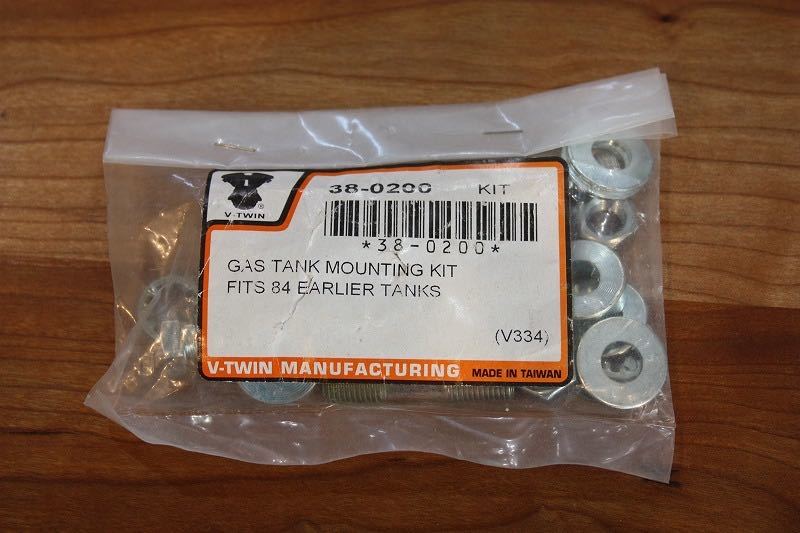 38-0200 KIT
V-TWIN
®
*38-0200*
GAS TANK MOUNTING KIT
FITS 84 EARLIER TANKS
(V334)
V-TWIN MANUFACTURING MADE IN TAIWAN